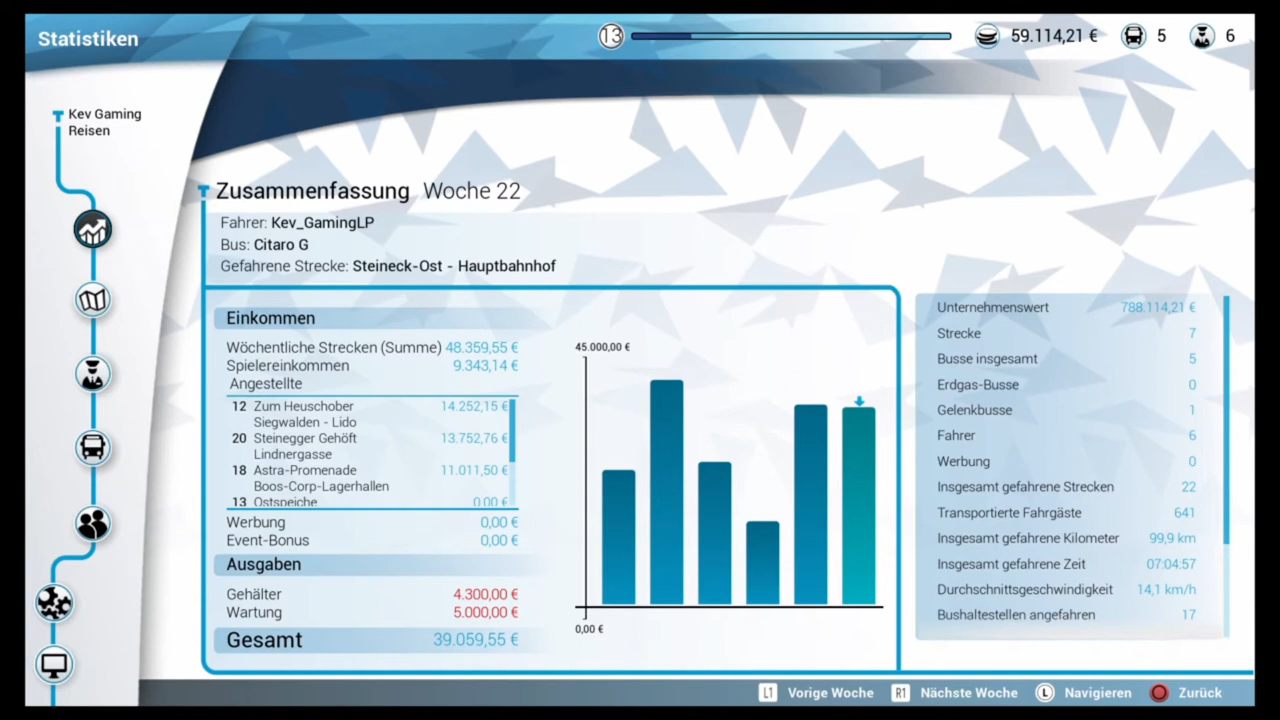 Statistiken
13
59.114,21 €
5
6
Kev Gaming
Reisen
Zusammenfassung Woche 22
Fahrer: Kev_GamingLP
Bus: Citaro G
Gefahrene Strecke: Steineck-Ost - Hauptbahnhof
Einkommen
Wöchentliche Strecken (Summe) 48.359,55 €
Spielereinkommen 9.343,14 €
Angestellte
12 Zum Heuschober 14.252,15 €
Siegwalden - Lido
20 Steinegger Gehöft 13.752,76 €
Lindnergasse
18 Astra-Promenade 11.011,50 €
Boos-Corp-Lagerhallen
13 Ostspeiche 0,00 €
Werbung 0,00 €
Event-Bonus 0,00 €
Ausgaben
Gehälter 4.300,00 €
Wartung 5.000,00 €
Gesamt 39.059,55 €
45.000,00 €
0,00 €
Unternehmenswert 788.114,21 €
Strecke 7
Busse insgesamt 5
Erdgas-Busse 0
Gelenkbusse 1
Fahrer 6
Werbung 0
Insgesamt gefahrene Strecken 22
Transportierte Fahrgäste 641
Insgesamt gefahrene Kilometer 99,9 km
Insgesamt gefahrene Zeit 07:04:57
Durchschnittsgeschwindigkeit 14,1 km/h
Bushaltestellen angefahren 17
L1 Vorige Woche R1 Nächste Woche L Navigieren Zurück